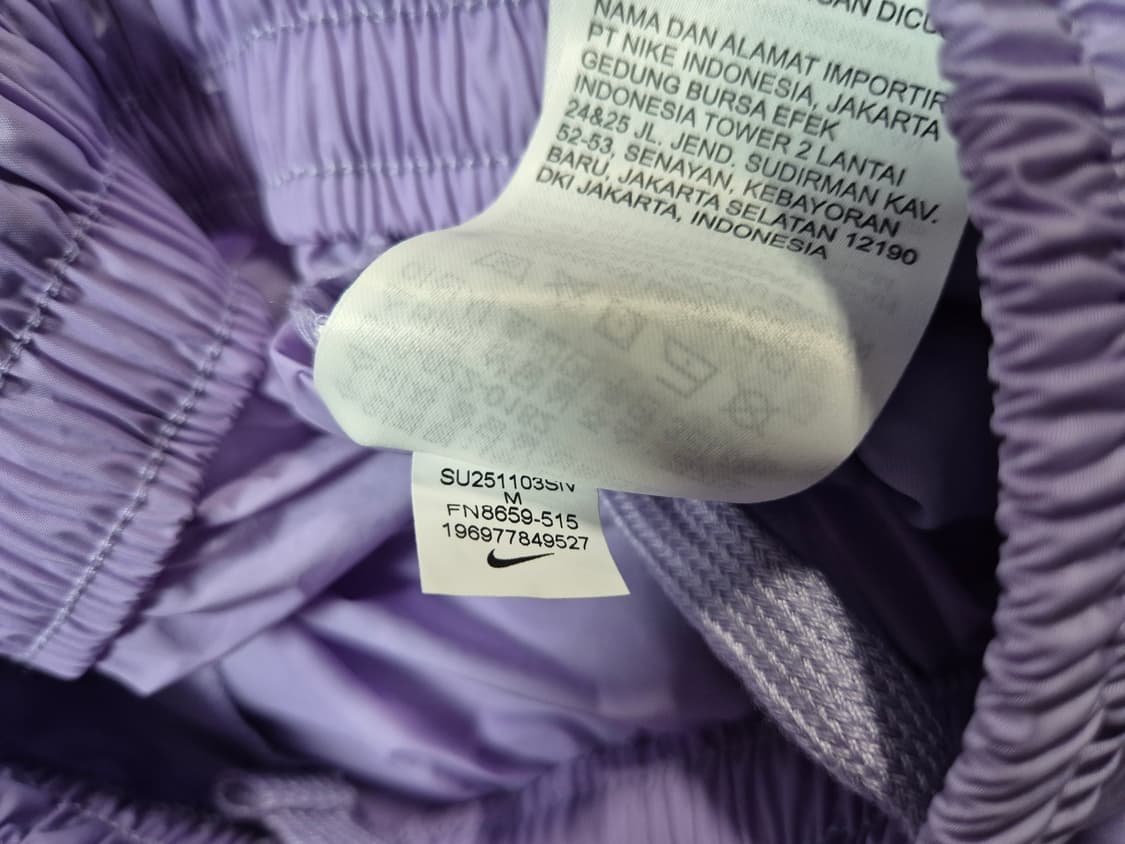 DICU
NAMA DAN ALAMAT IMPORTIR
PT NIKE INDONESIA, JAKARTA
GEDUNG BURSA EFEK
INDONESIA TOWER 2 LANTAI
24&25 JL. JEND. SUDIRMAN KAV.
52-53, SENAYAN, KEBAYORAN
BARU, JAKARTA SELATAN 12190
DKI JAKARTA, INDONESIA
SU251103SIV
M
FN8659-515
196977849527